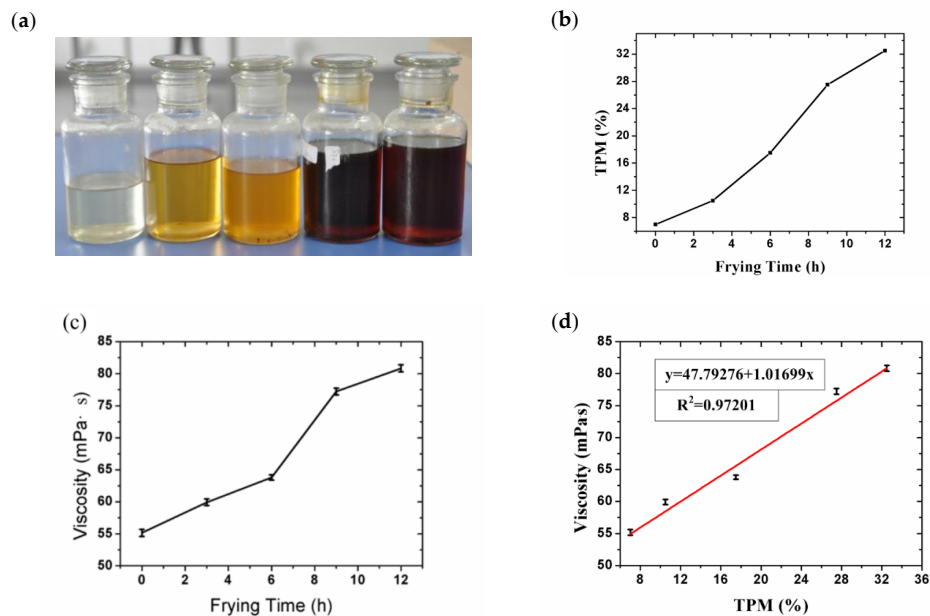 (a)
(b)
32
28
24
20
16
12
8
TPM (%)
0 2 4 6 8 10 12
Frying Time (h)
(c)
85
80
75
70
65
60
55
50
Viscosity (mPa· s)
0 2 4 6 8 10 12
Frying Time (h)
(d)
85
80
75
70
65
60
55
50
Viscosity (mPas)
y=47.79276+1.01699x
R²=0.97201
8 12 16 20 24 28 32 36
TPM (%)